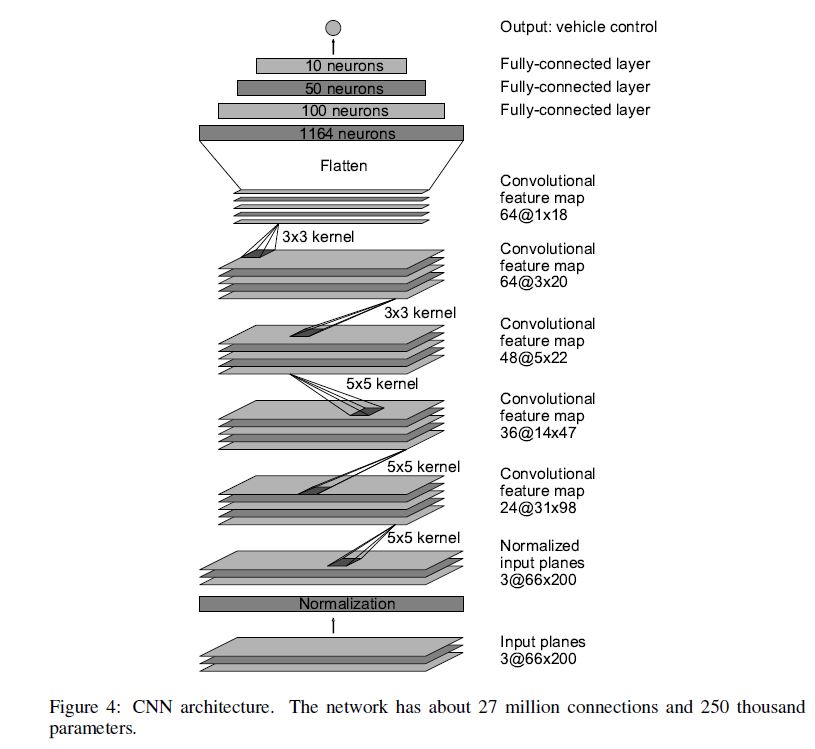 Output: vehicle control
10 neurons
Fully-connected layer
50 neurons
Fully-connected layer
100 neurons
Fully-connected layer
1164 neurons
Flatten
Convolutional
feature map
64@1x18
3x3 kernel
Convolutional
feature map
64@3x20
3x3 kernel
Convolutional
feature map
48@5x22
5x5 kernel
Convolutional
feature map
36@14x47
5x5 kernel
Convolutional
feature map
24@31x98
5x5 kernel
Normalized
input planes
3@66x200
Normalization
Input planes
3@66x200
Figure 4: CNN architecture. The network has about 27 million connections and 250 thousand
parameters.